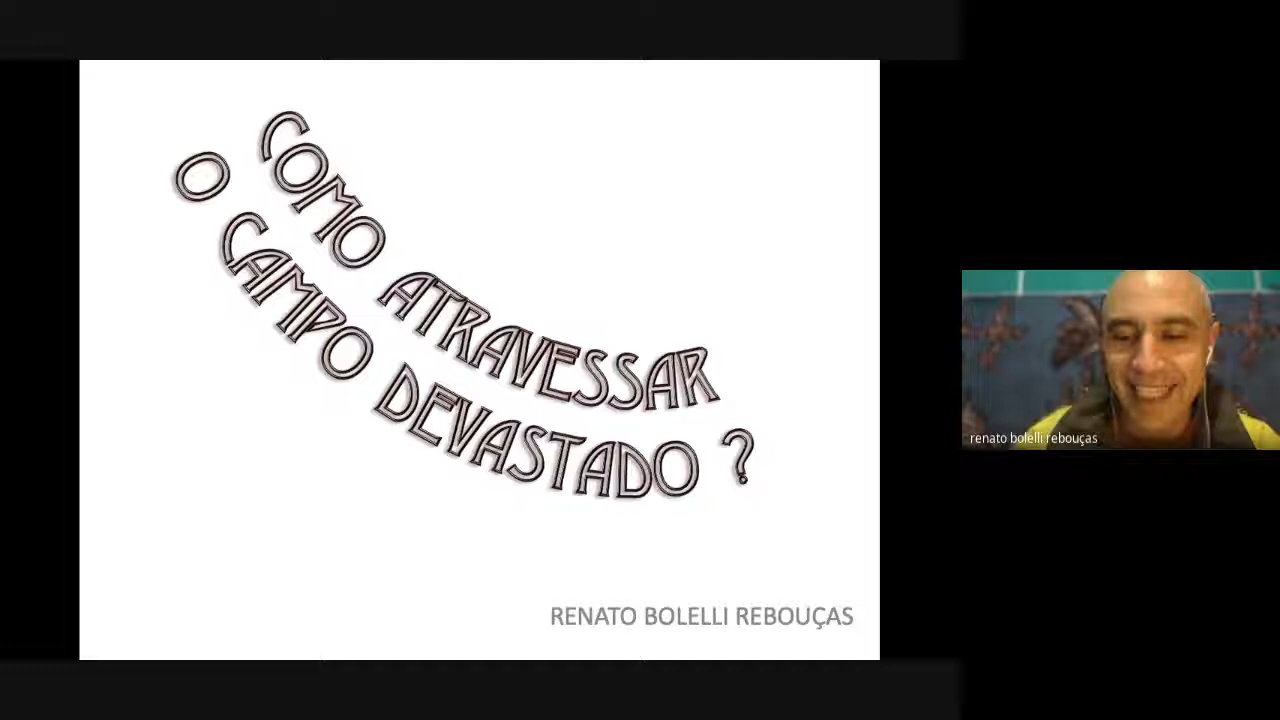 COMO ATRAVESSAR
O CAMPO DEVASTADO ?
RENATO BOLELLI REBOUÇAS
renato bolelli rebouças